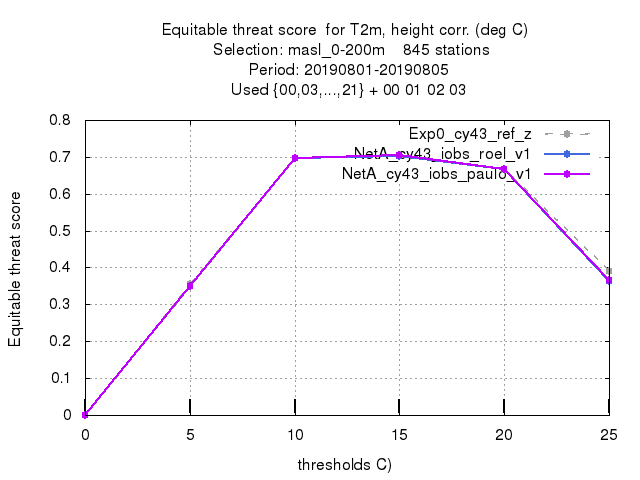 Equitable threat score  for T2m, height corr. (deg C)
Selection: masl_0-200m    845 stations
Period: 20190801-20190805
Used {00,03,...,21} + 00 01 02 03
Exp0_cy43_ref_z
NetA_cy43_iobs_roel_v1
NetA_cy43_iobs_paulo_v1
Equitable threat score
0.8
0.7
0.6
0.5
0.4
0.3
0.2
0.1
0
0 5 10 15 20 25
thresholds C)